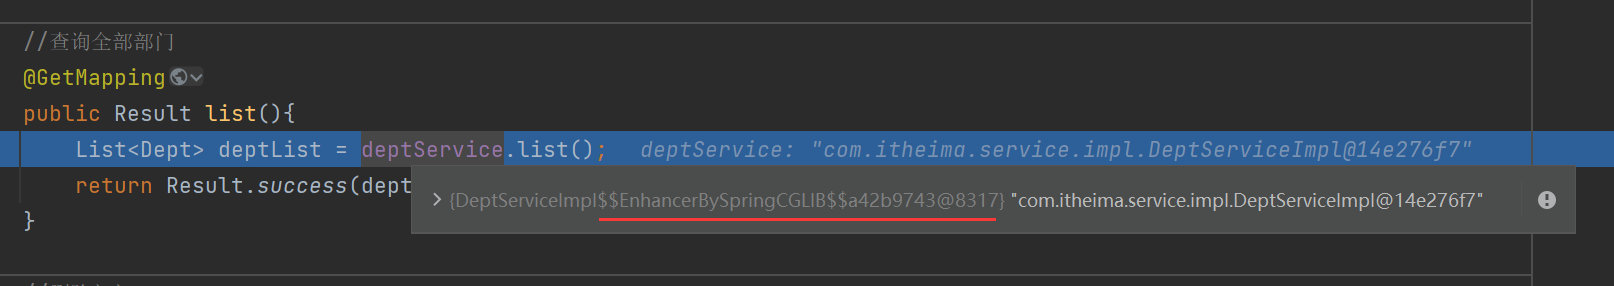 //查询全部部门
@GetMapping
public Result list(){
List<Dept> deptList = deptService.list(); deptService: "com.itheima.service.impl.DeptServiceImpl@14e276f7"
return Result.success(dept
{DeptServiceImpl$$EnhancerBySpringCGLIB$$a42b9743@8317} "com.itheima.service.impl.DeptServiceImpl@14e276f7"
}